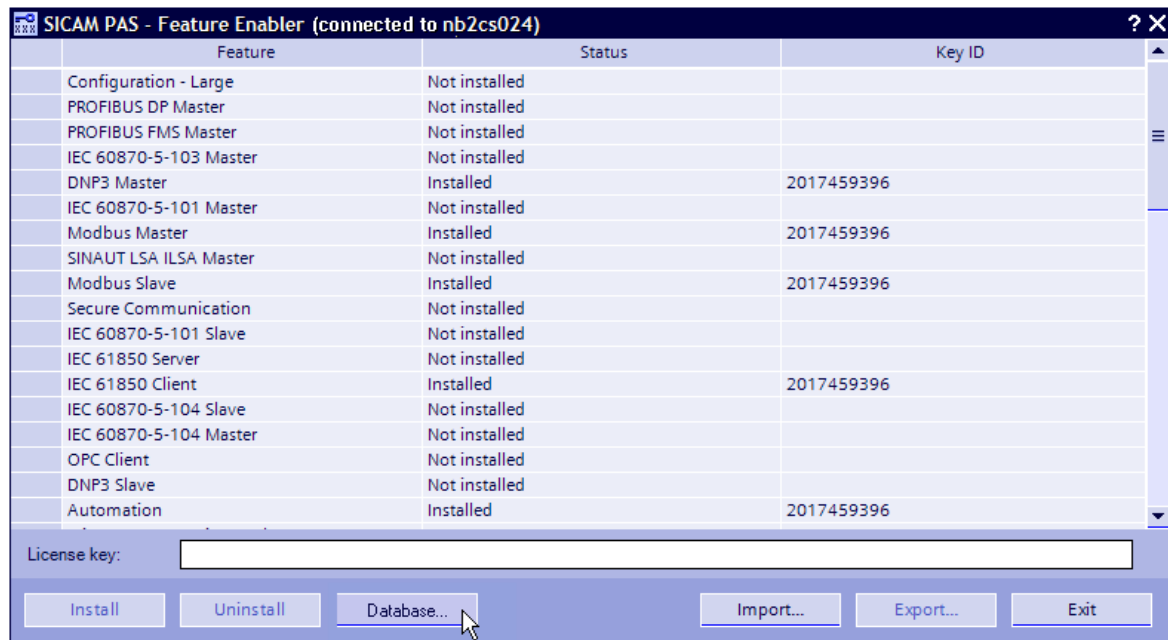 SICAM PAS - Feature Enabler (connected to nb2cs024) ? X
Feature Status Key ID
Configuration - Large Not installed
PROFIBUS DP Master Not installed
PROFIBUS FMS Master Not installed
IEC 60870-5-103 Master Not installed
DNP3 Master Installed 2017459396
IEC 60870-5-101 Master Not installed
Modbus Master Installed 2017459396
SINAUT LSA ILSA Master Not installed
Modbus Slave Installed 2017459396
Secure Communication Not installed
IEC 60870-5-101 Slave Not installed
IEC 61850 Server Not installed
IEC 61850 Client Installed 2017459396
IEC 60870-5-104 Slave Not installed
IEC 60870-5-104 Master Not installed
OPC Client Not installed
DNP3 Slave Not installed
Automation Installed 2017459396
License key:
Install Uninstall Database... Import... Export... Exit